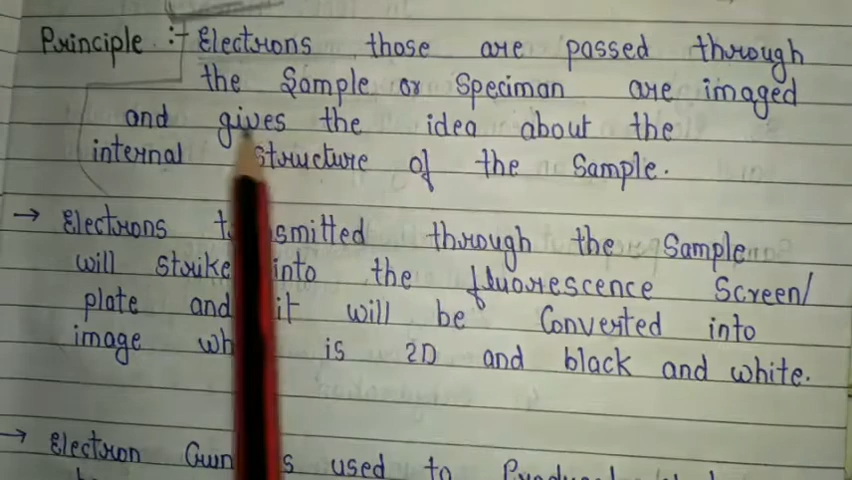 Principle :- Electrons those are passed through
the Sample or Speciman are imaged
and gives the idea about the
internal structure of the Sample.
→ Electrons smitted through the Sample
will strike into the fluorescence Screen/
plate and it will be Converted into
image is 2D and black and white.
→ Electron Gun used to